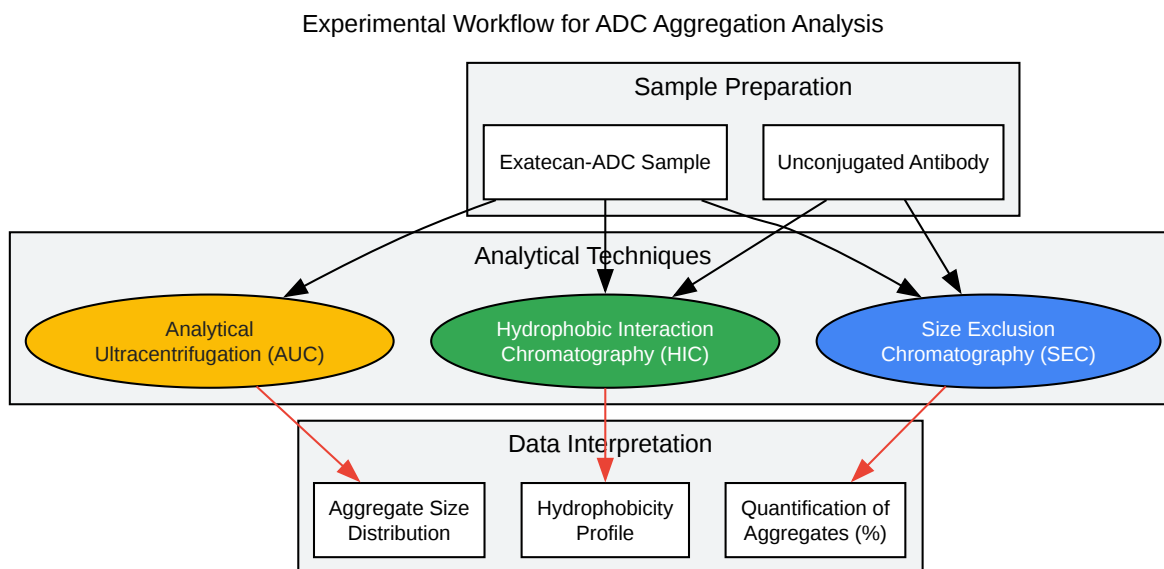 Experimental Workflow for ADC Aggregation Analysis
Sample Preparation
Exatecan-ADC Sample
Unconjugated Antibody
Analytical Techniques
Analytical
Ultracentrifugation (AUC)
Hydrophobic Interaction
Chromatography (HIC)
Size Exclusion
Chromatography (SEC)
Data Interpretation
Aggregate Size
Distribution
Hydrophobicity
Profile
Quantification of
Aggregates (%)